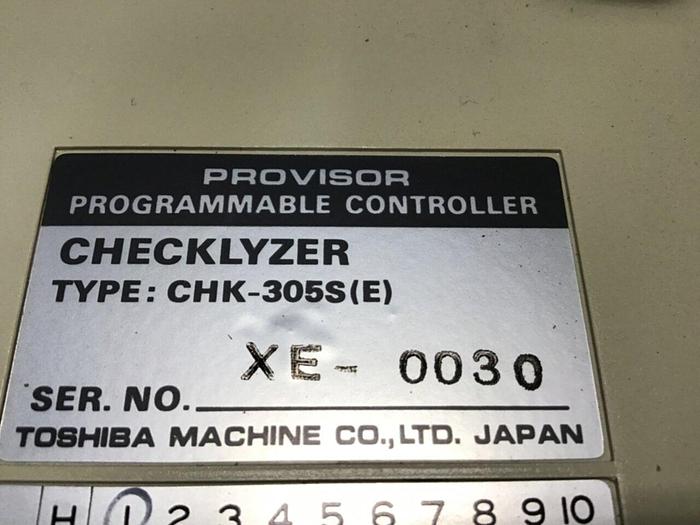 PROVISOR
PROGRAMMABLE CONTROLLER
CHECKLYZER
TYPE: CHK-305S(E)
XE- 0030
SER. NO.
TOSHIBA MACHINE CO.,LTD. JAPAN
H 1 2 3 4 5 6 7 8 9 10